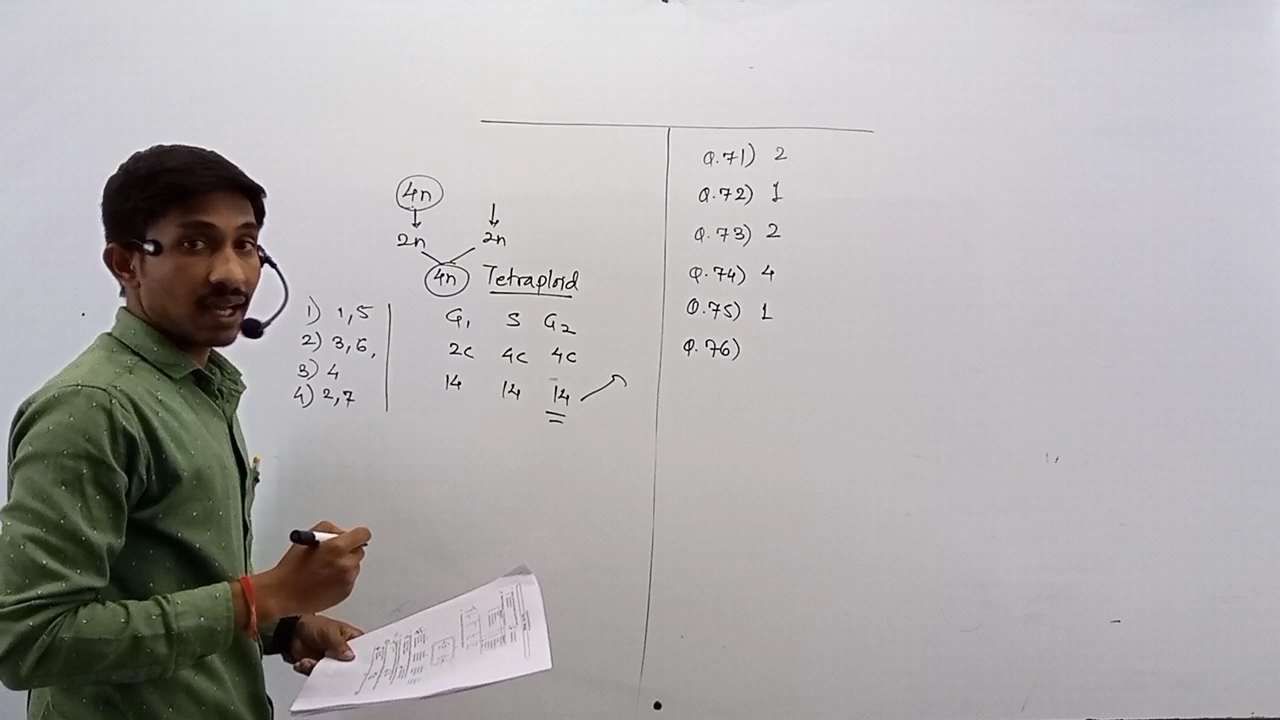 4n
2n 2n
4n Tetraploid
1) 1,5
2) 3,6,
3) 4
4) 2,7
G1 S G2
2C 4C 4C
14 14 14
Q.71) 2
Q.72) 1
Q.73) 2
Q.74) 4
Q.75) 1
Q.76)